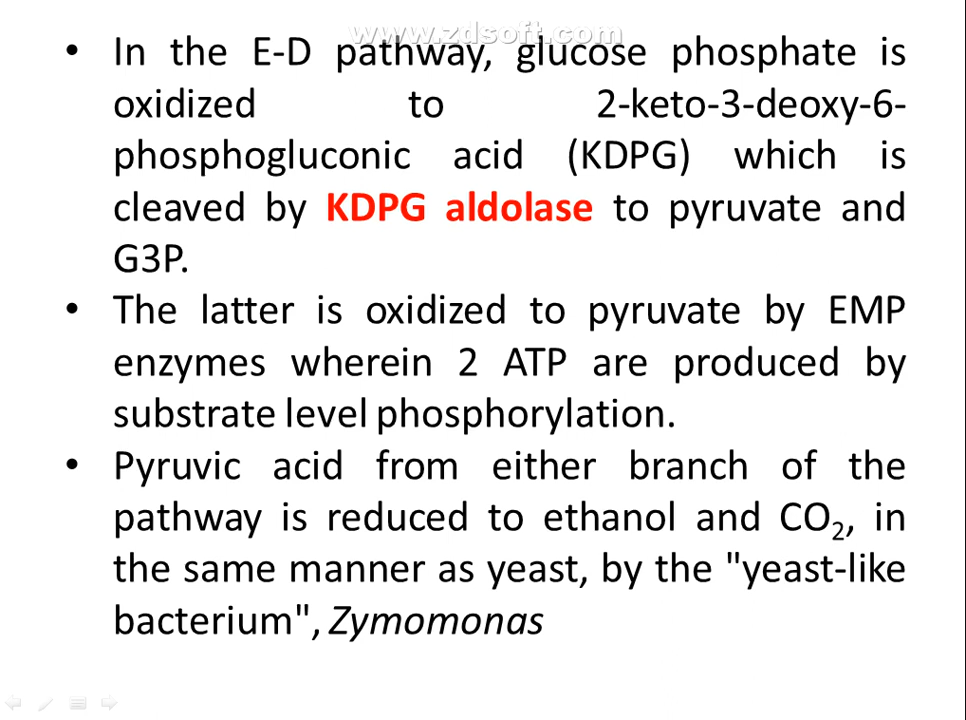 www.zdsoft.com
• In the E-D pathway, glucose phosphate is
oxidized to 2-keto-3-deoxy-6-
phosphogluconic acid (KDPG) which is
cleaved by KDPG aldolase to pyruvate and
G3P.
• The latter is oxidized to pyruvate by EMP
enzymes wherein 2 ATP are produced by
substrate level phosphorylation.
• Pyruvic acid from either branch of the
pathway is reduced to ethanol and CO₂, in
the same manner as yeast, by the "yeast-like
bacterium", Zymomonas